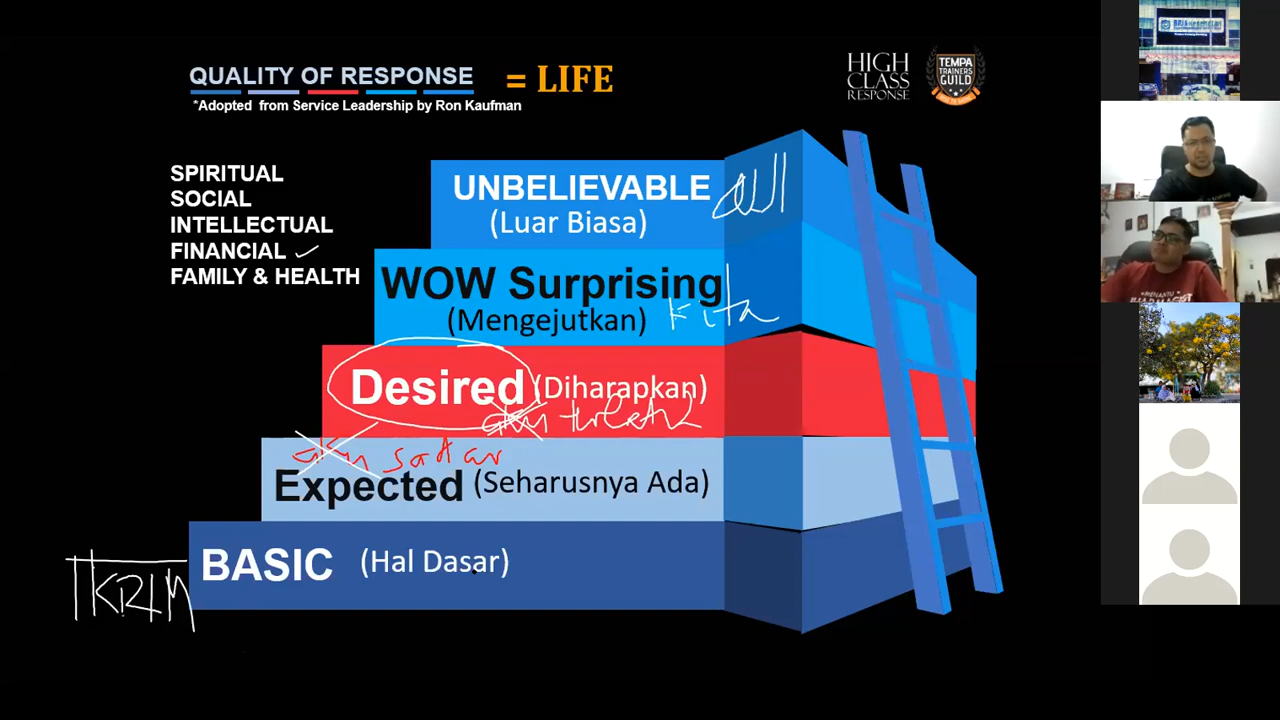 QUALITY OF RESPONSE = LIFE
*Adopted from Service Leadership by Ron Kaufman
HIGH
CLASS
RESPONSE
TEMPA
TRAINERS
GUILD
SPIRITUAL
SOCIAL
INTELLECTUAL
FINANCIAL
FAMILY & HEALTH
UNBELIEVABLE
(Luar Biasa)
الله
WOW Surprising
(Mengejutkan)
kita
Desired (Diharapkan)
sadar
Expected (Seharusnya Ada)
BASIC (Hal Dasar)